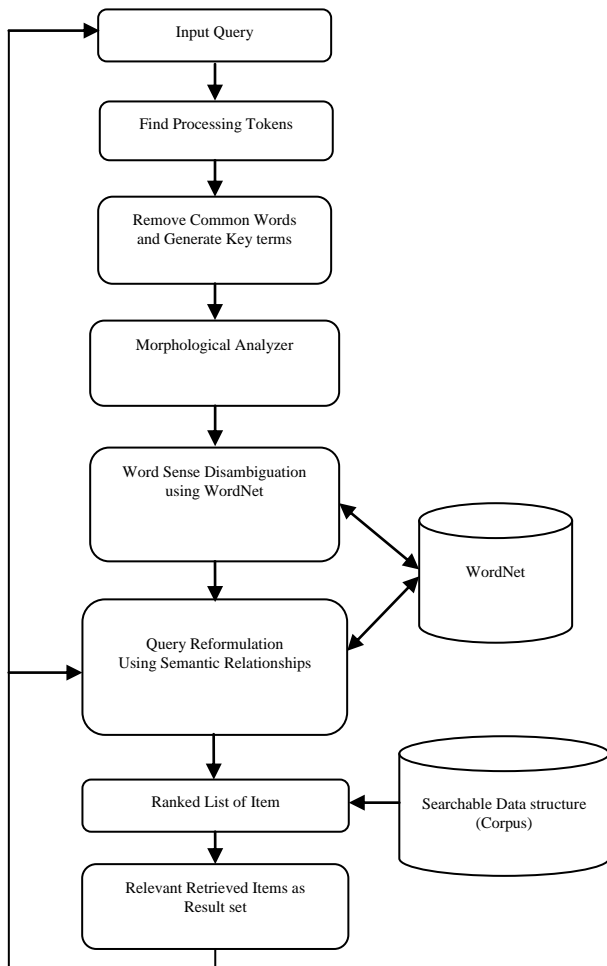 Input Query
Find Processing Tokens
Remove Common Words
and Generate Key terms
Morphological Analyzer
Word Sense Disambiguation
using WordNet
WordNet
Query Reformulation
Using Semantic Relationships
Ranked List of Item
Searchable Data structure
(Corpus)
Relevant Retrieved Items as
Result set